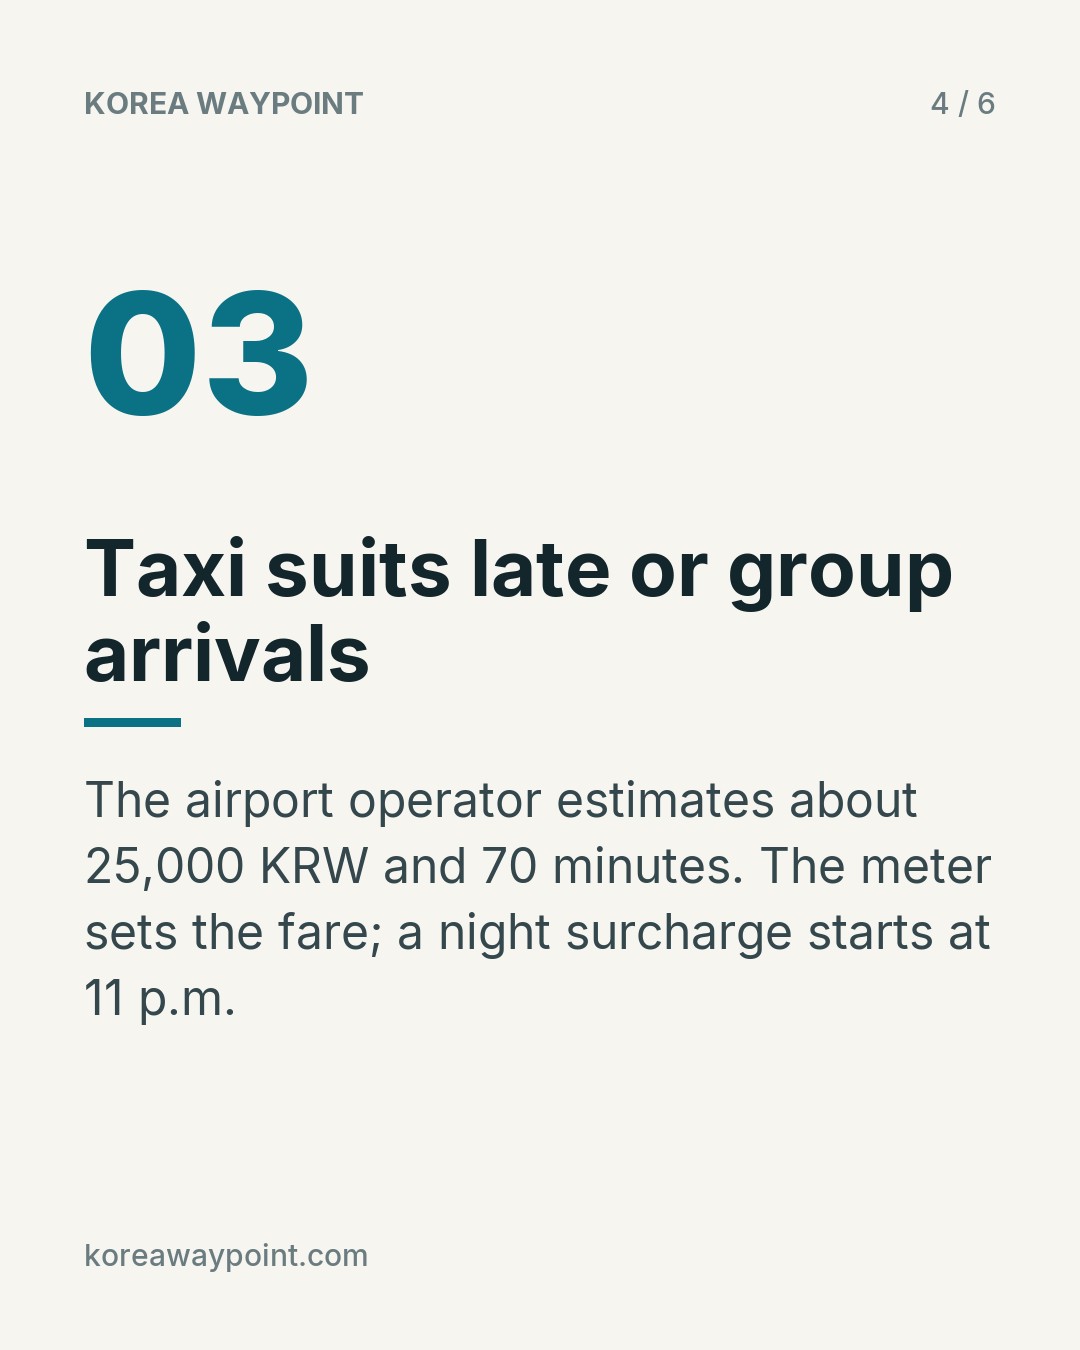 KOREA WAYPOINT
4 / 6
03
Taxi suits late or group
arrivals
The airport operator estimates about
25,000 KRW and 70 minutes. The meter
sets the fare; a night surcharge starts at
11 p.m.
koreawaypoint.com